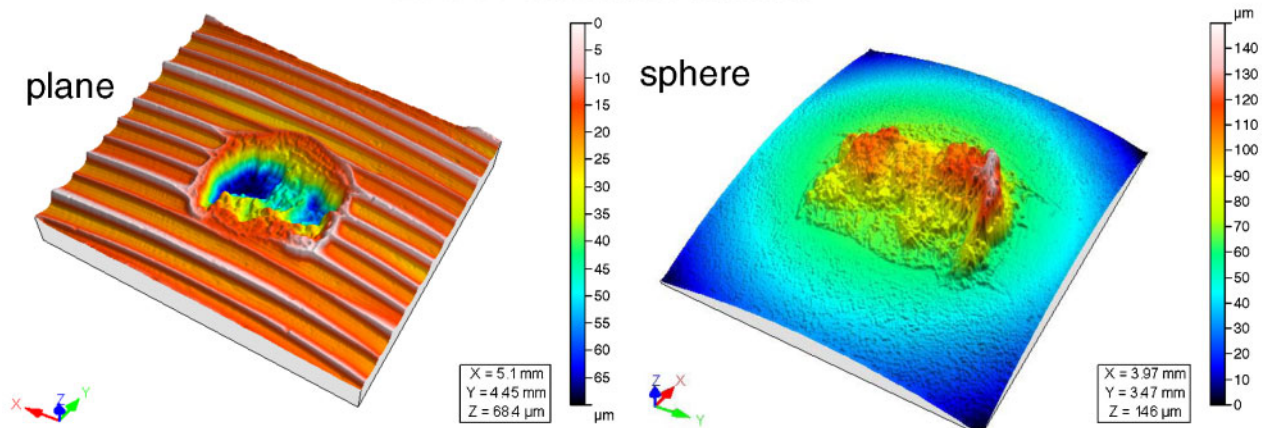 plane
0
5
10
15
20
25
30
35
40
45
50
55
60
65
µm
X = 5.1 mm
Y = 4.45 mm
Z = 68.4 µm
X
Z
Y
sphere
µm
140
130
120
110
100
90
80
70
60
50
40
30
20
10
0
X = 3.97 mm
Y = 3.47 mm
Z = 146 µm
Z
X
Y